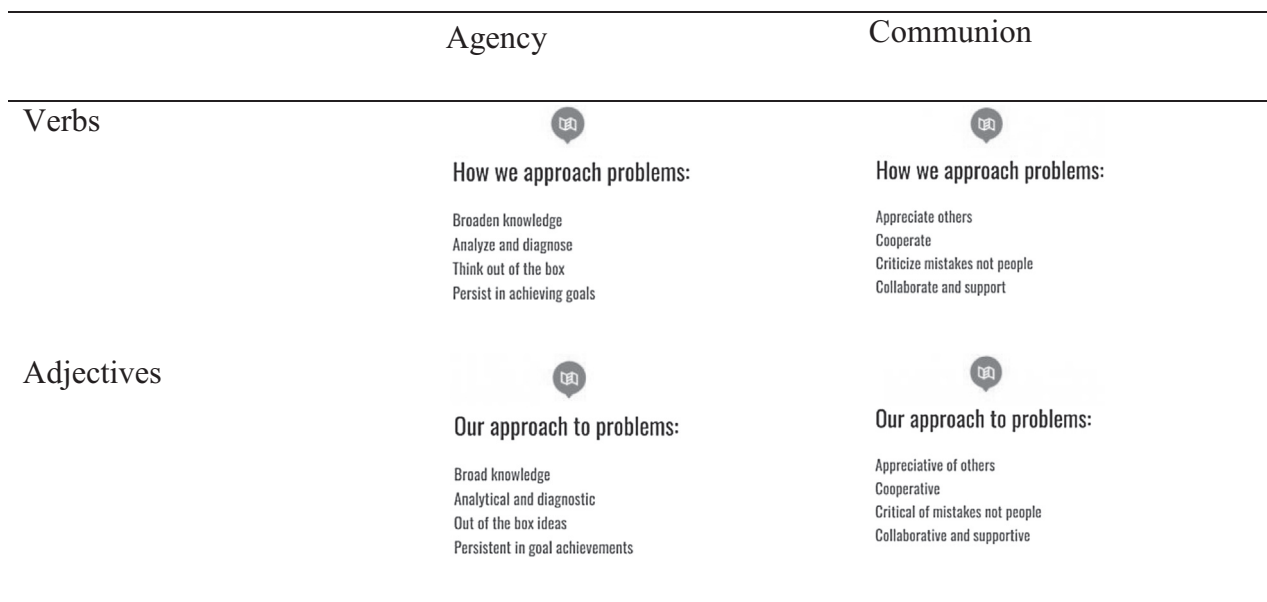 Agency
Communion
Verbs
How we approach problems:
Broaden knowledge
Analyze and diagnose
Think out of the box
Persist in achieving goals
How we approach problems:
Appreciate others
Cooperate
Criticize mistakes not people
Collaborate and support
Adjectives
Our approach to problems:
Broad knowledge
Analytical and diagnostic
Out of the box ideas
Persistent in goal achievements
Our approach to problems:
Appreciative of others
Cooperative
Critical of mistakes not people
Collaborative and supportive